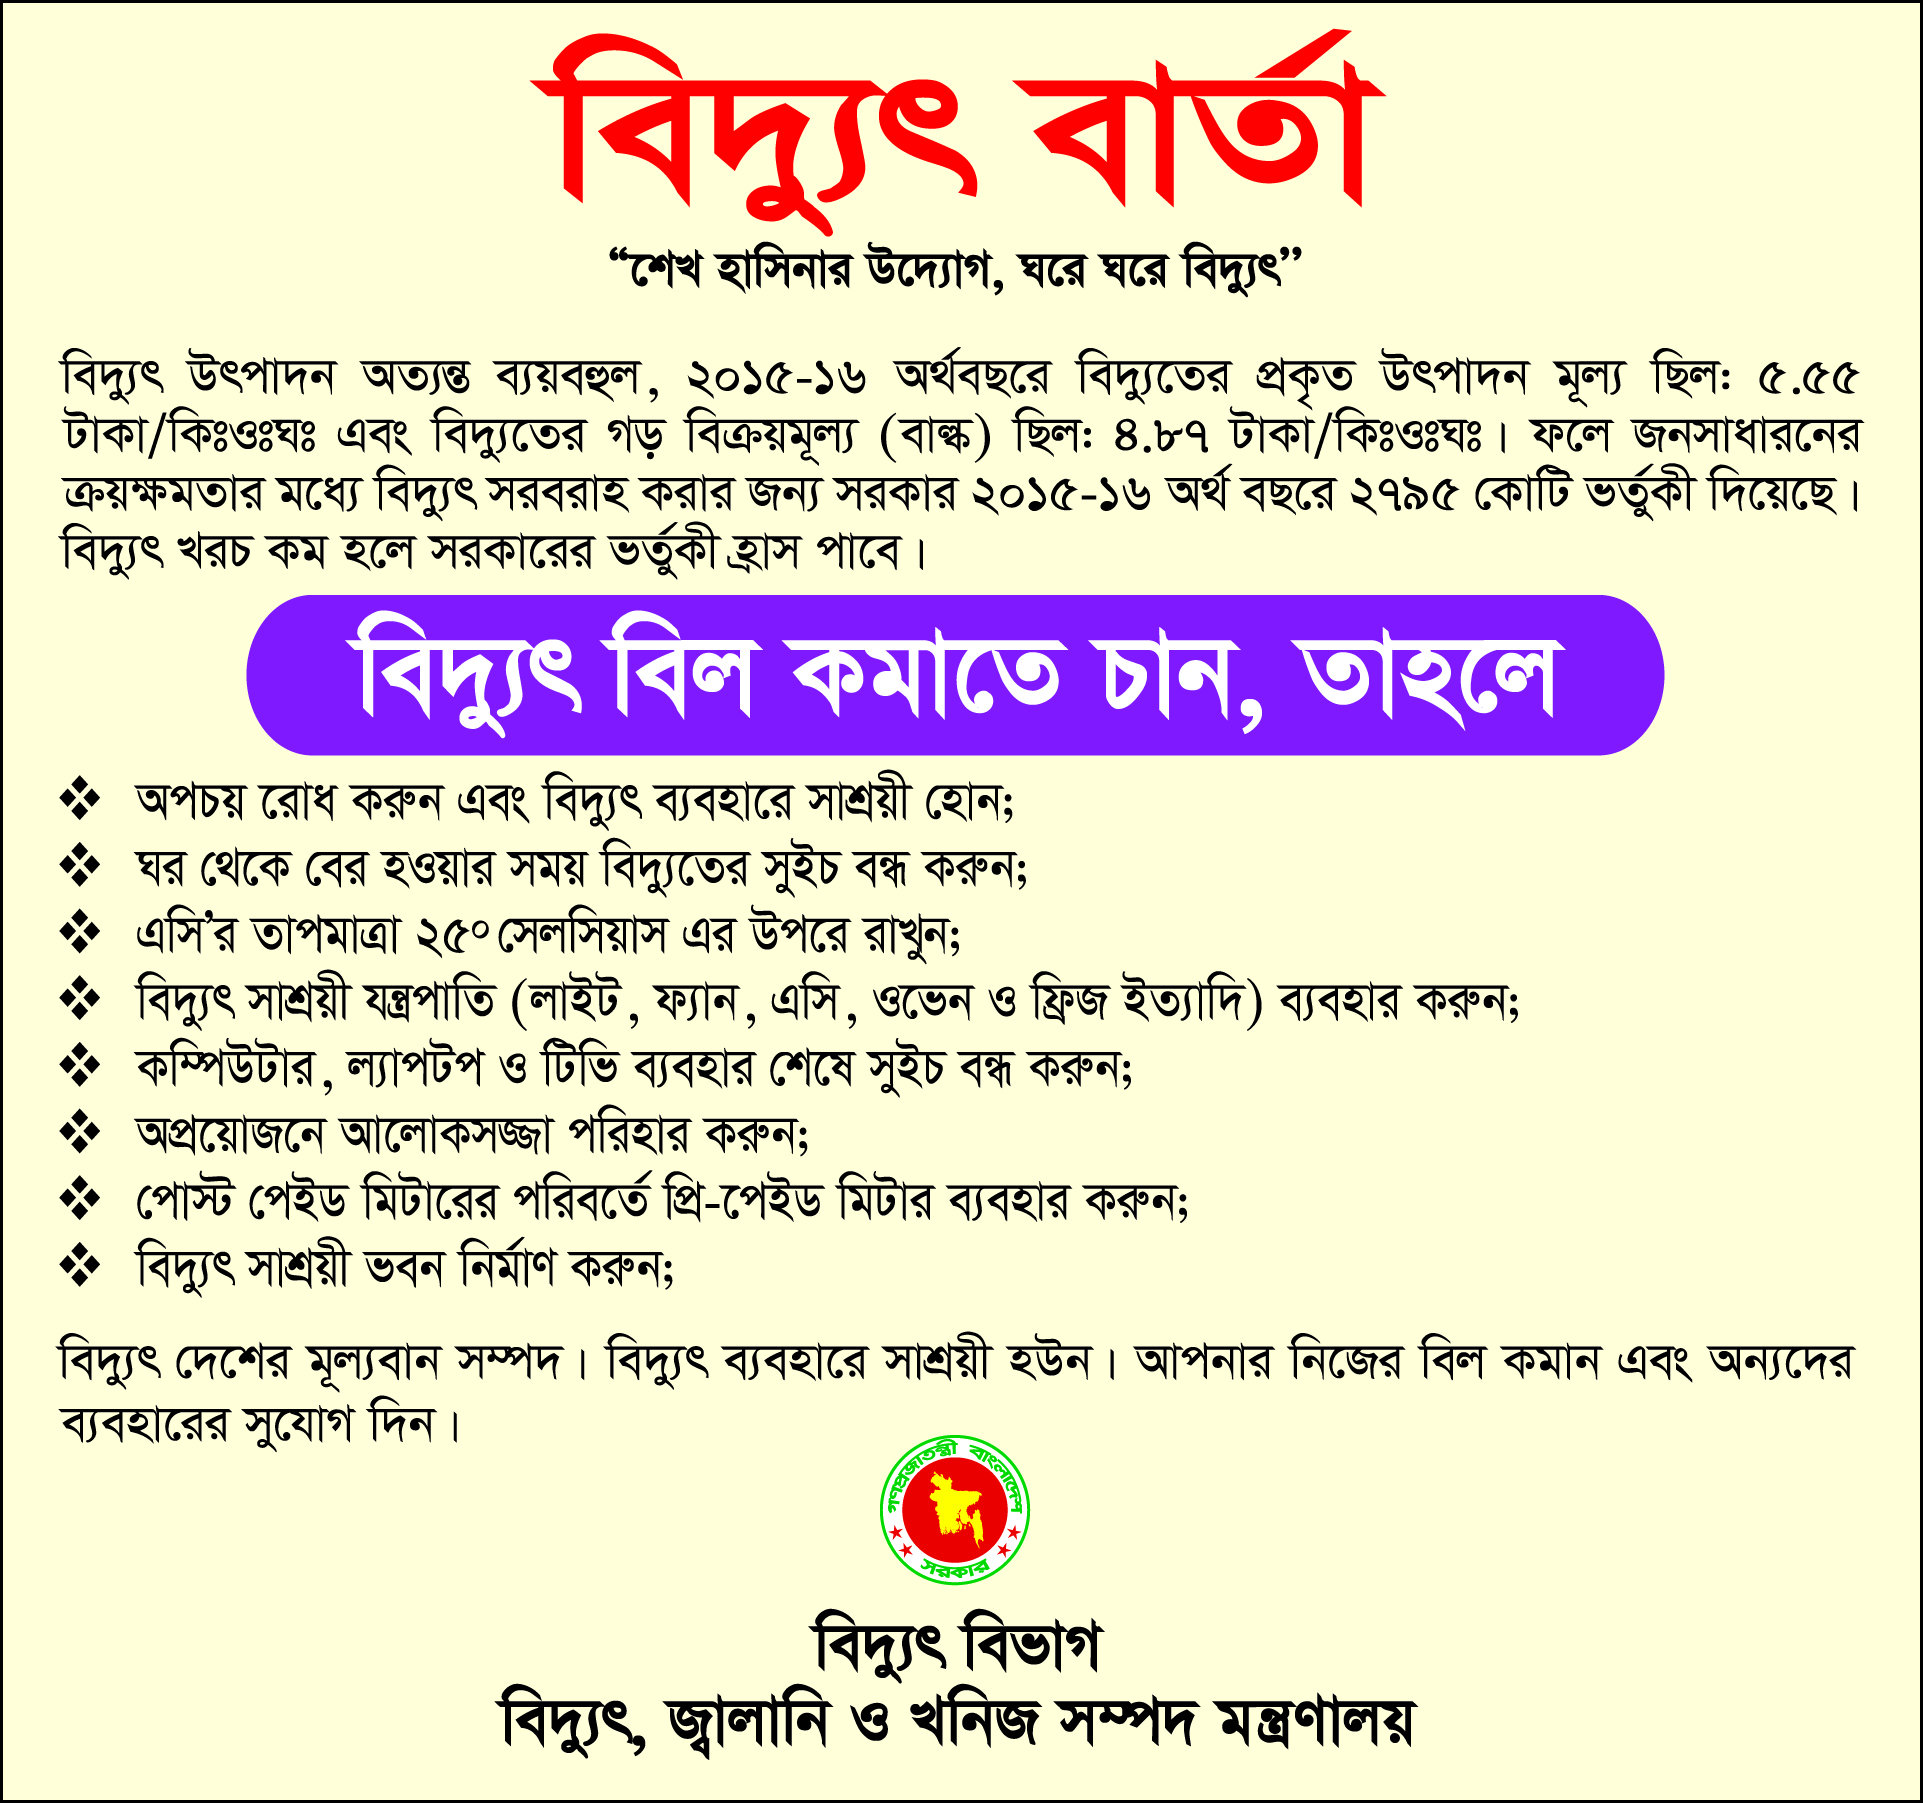 বিদ্যুৎ বার্তা
“শেখ হাসিনার উদ্যোগ, ঘরে ঘরে বিদ্যুৎ”
বিদ্যুৎ উৎপাদন অত্যন্ত ব্যয়বহুল, ২০১৫-১৬ অর্থবছরে বিদ্যুতের প্রকৃত উৎপাদন মূল্য ছিল: ৫.৫৫
টাকা/কিঃওঃঘঃ এবং বিদ্যুতের গড় বিক্রয়মূল্য (বাল্ক) ছিল: ৪.৮৭ টাকা/কিঃওঃঘঃ। ফলে জনসাধারনের
ক্রয়ক্ষমতার মধ্যে বিদ্যুৎ সরবরাহ করার জন্য সরকার ২০১৫-১৬ অর্থ বছরে ২৭৯৫ কোটি ভর্তুকী দিয়েছে।
বিদ্যুৎ খরচ কম হলে সরকারের ভর্তুকী হ্রাস পাবে।
বিদ্যুৎ বিল কমাতে চান, তাহলে
❖ অপচয় রোধ করুন এবং বিদ্যুৎ ব্যবহারে সাশ্রয়ী হোন;
❖ ঘর থেকে বের হওয়ার সময় বিদ্যুতের সুইচ বন্ধ করুন;
❖ এসি’র তাপমাত্রা ২৫° সেলসিয়াস এর উপরে রাখুন;
❖ বিদ্যুৎ সাশ্রয়ী যন্ত্রপাতি (লাইট, ফ্যান, এসি, ওভেন ও ফ্রিজ ইত্যাদি) ব্যবহার করুন;
❖ কম্পিউটার, ল্যাপটপ ও টিভি ব্যবহার শেষে সুইচ বন্ধ করুন;
❖ অপ্রয়োজনে আলোকসজ্জা পরিহার করুন;
❖ পোস্ট পেইড মিটারের পরিবর্তে প্রি-পেইড মিটার ব্যবহার করুন;
❖ বিদ্যুৎ সাশ্রয়ী ভবন নির্মাণ করুন;
বিদ্যুৎ দেশের মূল্যবান সম্পদ। বিদ্যুৎ ব্যবহারে সাশ্রয়ী হউন। আপনার নিজের বিল কমান এবং অন্যদের
ব্যবহারের সুযোগ দিন।
গণপ্রজাতন্ত্রী বাংলাদেশ
সরকার
বিদ্যুৎ বিভাগ
বিদ্যুৎ, জ্বালানি ও খনিজ সম্পদ মন্ত্রণালয়